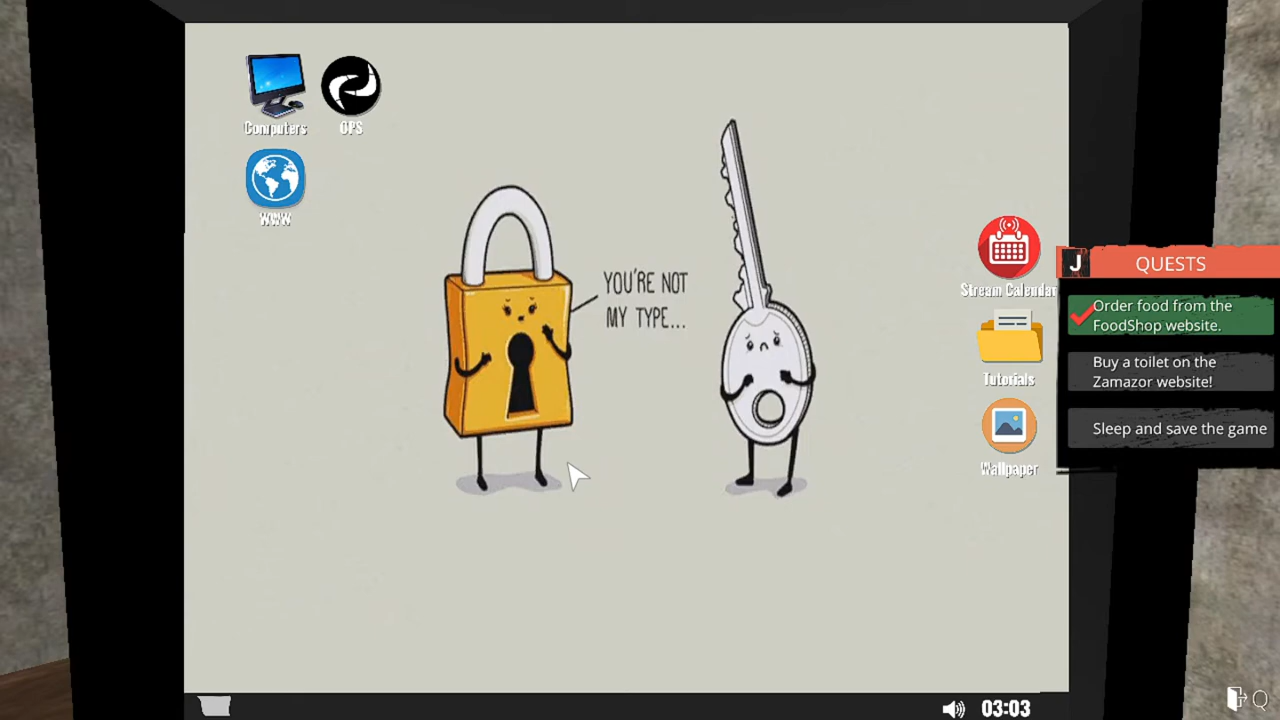 Computers
OPS
WWW
YOU'RE NOT
MY TYPE...
Stream Calendar
Tutorials
Wallpaper
J
QUESTS
Order food from the
FoodShop website.
Buy a toilet on the
Zamazor website!
Sleep and save the game
03:03
Q